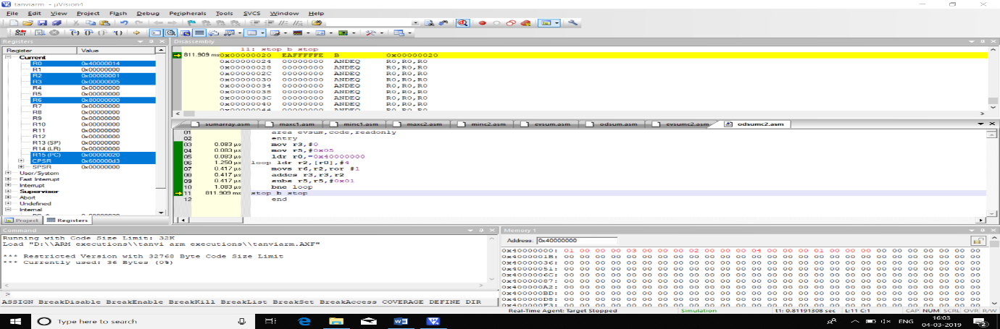 tanviarm - µVision4
File Edit View Project Flash Debug Peripherals Tools SVCS Window Help
Registers
Register Value
Current
R0 0x40000014
R1 0x00000000
R2 0x00000001
R3 0x00000005
R4 0x00000000
R5 0x00000000
R6 0x80000000
R7 0x00000000
R8 0x00000000
R9 0x00000000
R10 0x00000000
R11 0x00000000
R12 0x00000000
R13 (SP) 0x00000000
R14 (LR) 0x00000000
R15 (PC) 0x00000020
CPSR 0x600000d3
SPSR 0x00000000
User/System
Fast Interrupt
Interrupt
Supervisor
Abort
Undefined
Internal
Project Registers
Disassembly
11: stop b stop
811.909 ms 0x00000020 EAFFFFFE B 0x00000020
0x00000024 00000000 ANDEQ R0,R0,R0
0x00000028 00000000 ANDEQ R0,R0,R0
0x0000002C 00000000 ANDEQ R0,R0,R0
0x00000030 00000000 ANDEQ R0,R0,R0
0x00000034 00000000 ANDEQ R0,R0,R0
0x00000038 00000000 ANDEQ R0,R0,R0
0x0000003C 00000000 ANDEQ R0,R0,R0
0x00000040 00000000 ANDEQ R0,R0,R0
0x00000044 00000000 ANDEQ R0,R0,R0
sumarray.asm maxc1.asm minc1.asm maxc2.asm minc2.asm evsum.asm odsum.asm evsumc2.asm odsumc2.asm
01 area evsum,code,readonly
02 entry
03 0.083 µs mov r3,#0
04 0.083 µs mov r5,#0x05
05 0.083 µs ldr r0,=0x40000000
06 1.250 µs loop ldr r2,[r0],#4
07 0.417 µs movs r6,r2,ror #1
08 0.417 µs addcs r3,r3,r2
09 0.417 µs subs r5,r5,#0x01
10 1.083 µs bne loop
11 811.909 ms stop b stop
12 end
Command
Running with Code Size Limit: 32K
Load "D:\\ARM executions\\tanvi arm executions\\tanviarm.AXF"
*** Restricted Version with 32768 Byte Code Size Limit
*** Currently used: 36 Bytes (0%)
>
ASSIGN BreakDisable BreakEnable BreakKill BreakList BreakSet BreakAccess COVERAGE DEFINE DIR
Memory 1
Address: 0x40000000
0x40000000: 01 00 00 00 03 00 00 00 02 00 00 00 04 00 00 00 01 00 00 00 00 00 00 00 00 00 00
0x4000001B: 00 00 00 00 00 00 00 00 00 00 00 00 00 00 00 00 00 00 00 00 00 00 00 00 00 00 00
0x40000036: 00 00 00 00 00 00 00 00 00 00 00 00 00 00 00 00 00 00 00 00 00 00 00 00 00 00 00
0x40000051: 00 00 00 00 00 00 00 00 00 00 00 00 00 00 00 00 00 00 00 00 00 00 00 00 00 00 00
0x4000006C: 00 00 00 00 00 00 00 00 00 00 00 00 00 00 00 00 00 00 00 00 00 00 00 00 00 00 00
0x40000087: 00 00 00 00 00 00 00 00 00 00 00 00 00 00 00 00 00 00 00 00 00 00 00 00 00 00 00
0x400000A2: 00 00 00 00 00 00 00 00 00 00 00 00 00 00 00 00 00 00 00 00 00 00 00 00 00 00 00
0x400000BD: 00 00 00 00 00 00 00 00 00 00 00 00 00 00 00 00 00 00 00 00 00 00 00 00 00 00 00
0x400000D8: 00 00 00 00 00 00 00 00 00 00 00 00 00 00 00 00 00 00 00 00 00 00 00 00 00 00 00
0x400000F3: 00 00 00 00 00 00 00 00 00 00 00 00 00 00 00 00 00 00 00 00 00 00 00 00 00 00 00
Real-Time Agent: Target Stopped Simulation t1: 0.81191308 sec L:11 C:1 CAP NUM SCRL OVR R/W
Type here to search
ENG
16:03
04-03-2019